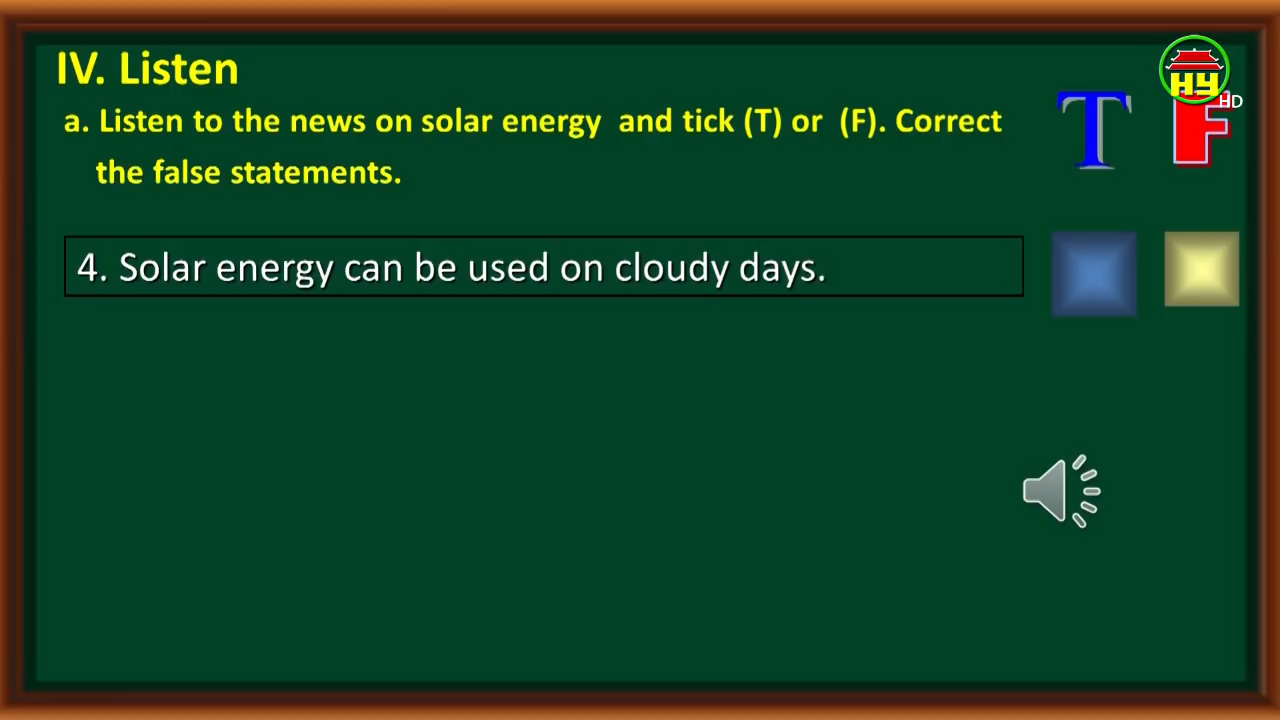 IV. Listen
a. Listen to the news on solar energy and tick (T) or (F). Correct
the false statements.
T F
HY
HD
4. Solar energy can be used on cloudy days.